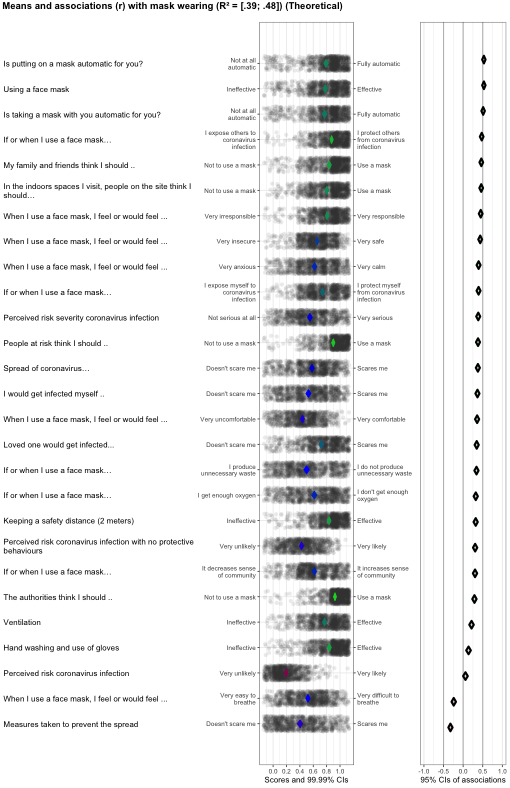 Means and associations (r) with mask wearing (R² = [.39; .48]) (Theoretical)
Is putting on a mask automatic for you?
Not at all
automatic
Fully automatic
Using a face mask
Ineffective
Effective
Is taking a mask with you automatic for you?
Not at all
automatic
Fully automatic
If or when I use a face mask…
I expose others to
coronavirus
infection
I protect others
from coronavirus
infection
My family and friends think I should ..
Not to use a mask
Use a mask
In the indoors spaces I visit, people on the site think I
should…
Not to use a mask
Use a mask
When I use a face mask, I feel or would feel ...
Very irresponsible
Very responsible
When I use a face mask, I feel or would feel ...
Very insecure
Very safe
When I use a face mask, I feel or would feel ...
Very anxious
Very calm
If or when I use a face mask…
I expose myself to
coronavirus
infection
I protect myself
from coronavirus
infection
Perceived risk severity coronavirus infection
Not serious at all
Very serious
People at risk think I should ..
Not to use a mask
Use a mask
Spread of coronavirus…
Doesn't scare me
Scares me
I would get infected myself ..
Doesn't scare me
Scares me
When I use a face mask, I feel or would feel ...
Very uncomfortable
Very comfortable
Loved one would get infected...
Doesn't scare me
Scares me
If or when I use a face mask…
I produce
unnecessary waste
I do not produce
unnecessary waste
If or when I use a face mask…
I get enough oxygen
I don't get enough
oxygen
Keeping a safety distance (2 meters)
Ineffective
Effective
Perceived risk coronavirus infection with no protective
behaviours
Very unlikely
Very likely
If or when I use a face mask…
It decreases sense
of community
It increases sense
of community
The authorities think I should ..
Not to use a mask
Use a mask
Ventilation
Ineffective
Effective
Hand washing and use of gloves
Ineffective
Effective
Perceived risk coronavirus infection
Very unlikely
Very likely
When I use a face mask, I feel or would feel ...
Very easy to
breathe
Very difficult to
breathe
Measures taken to prevent the spread
Doesn't scare me
Scares me
0.0 0.2 0.4 0.6 0.8 1.0
Scores and 99.99% CIs
-1.0 -0.5 0.0 0.5 1.0
95% CIs of associations